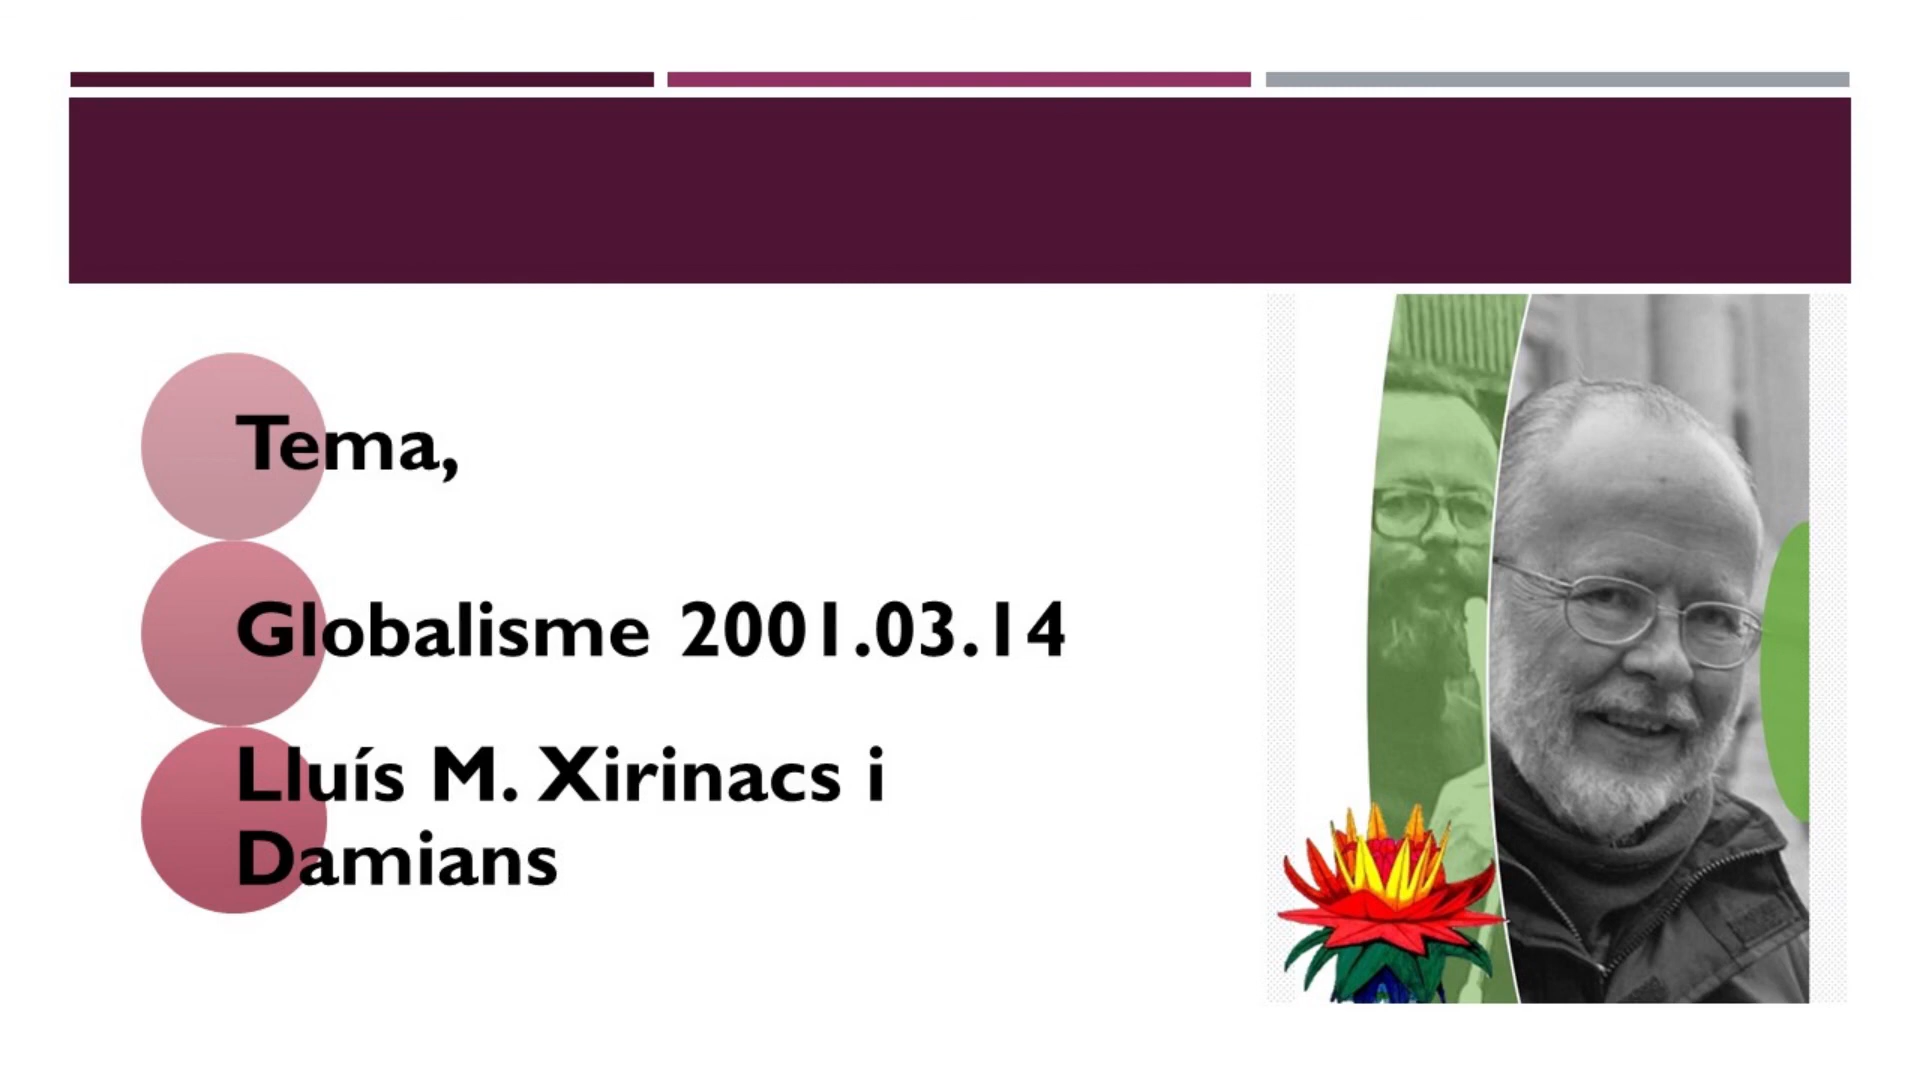 Tema,
Globalisme 2001.03.14
Lluís M. Xirinacs i
Damians